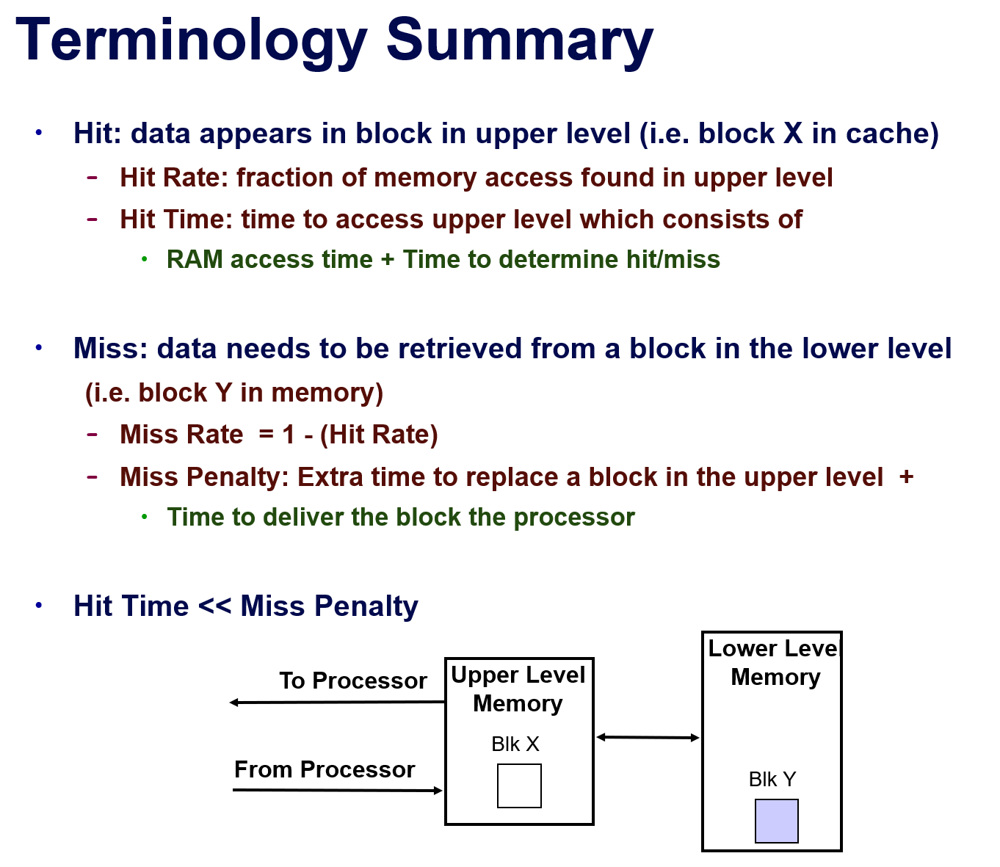 Terminology Summary
• Hit: data appears in block in upper level (i.e. block X in cache)
– Hit Rate: fraction of memory access found in upper level
– Hit Time: time to access upper level which consists of
• RAM access time + Time to determine hit/miss
• Miss: data needs to be retrieved from a block in the lower level
(i.e. block Y in memory)
– Miss Rate  = 1 - (Hit Rate)
– Miss Penalty: Extra time to replace a block in the upper level  +
• Time to deliver the block the processor
• Hit Time << Miss Penalty
To Processor
From Processor
Upper Level
Memory
Blk X
Lower Level
Memory
Blk Y